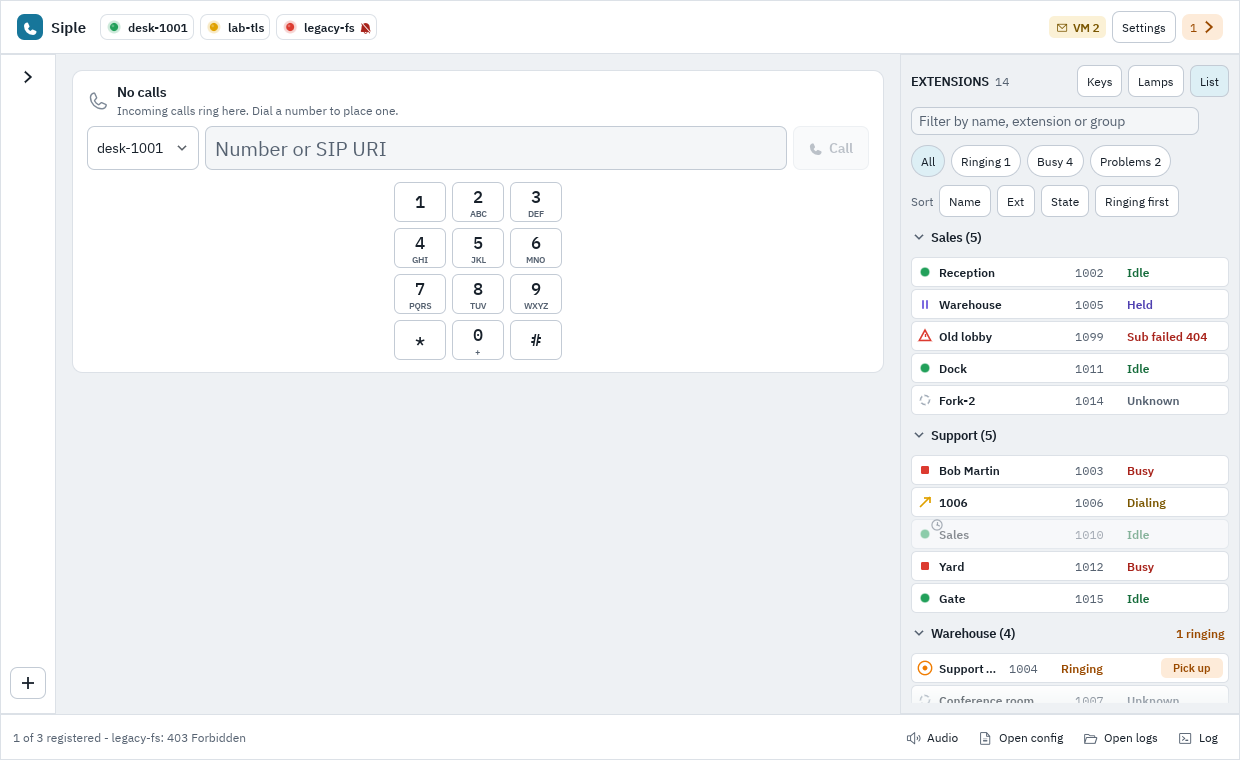 Siple
desk-1001
lab-tls
legacy-fs
VM 2
Settings
1
No calls
Incoming calls ring here. Dial a number to place one.
desk-1001
Number or SIP URI
Call
1
2
ABC
3
DEF
4
GHI
5
JKL
6
MNO
7
PQRS
8
TUV
9
WXYZ
*
0
+
#
EXTENSIONS 14
Keys
Lamps
List
Filter by name, extension or group
All
Ringing 1
Busy 4
Problems 2
Sort
Name
Ext
State
Ringing first
Sales (5)
Reception 1002 Idle
Warehouse 1005 Held
Old lobby 1099 Sub failed 404
Dock 1011 Idle
Fork-2 1014 Unknown
Support (5)
Bob Martin 1003 Busy
1006 1006 Dialing
Sales 1010 Idle
Yard 1012 Busy
Gate 1015 Idle
Warehouse (4) 1 ringing
Support ... 1004 Ringing Pick up
Conference room 1007 Unknown
1 of 3 registered - legacy-fs: 403 Forbidden
Audio
Open config
Open logs
Log